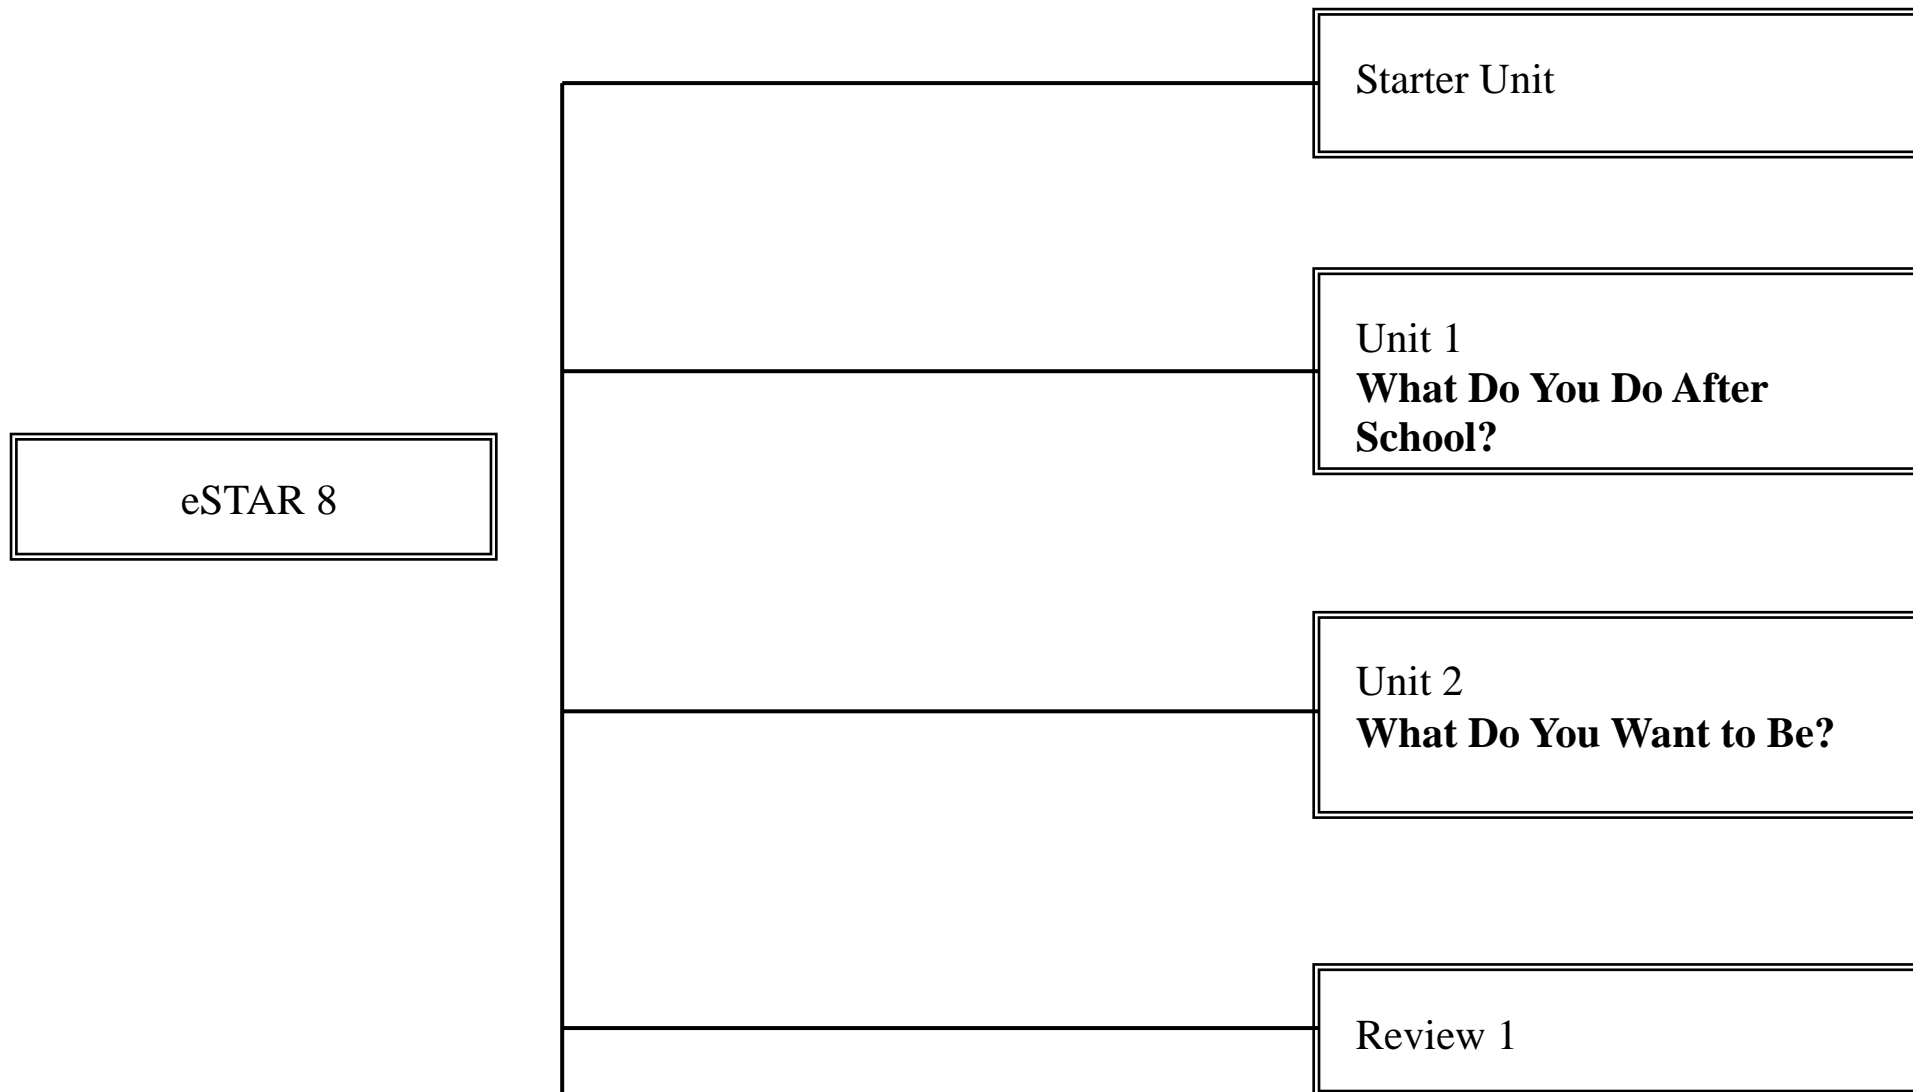 Starter Unit
Unit 1
What Do You Do After
School?
eSTAR 8
Unit 2
What Do You Want to Be?
Review 1